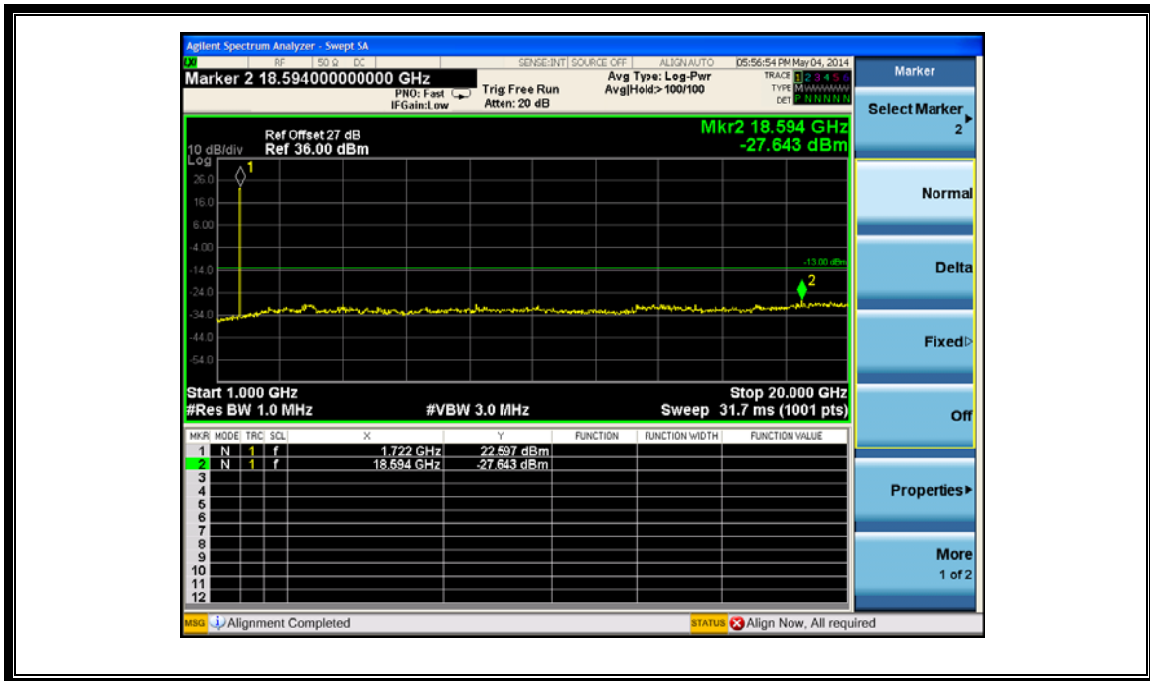 Agilent Spectrum Analyzer - Swept SA
LXI RF 50 Ω DC SENSE:INT SOURCE OFF ALIGN AUTO 05:56:54 PM May 04, 2014
Marker 2 18.594000000000 GHz
PNO: Fast
IFGain:Low
Trig: Free Run
Atten: 20 dB
Avg Type: Log-Pwr
Avg|Hold:> 100/100
TRACE 1 2 3 4 5 6
TYPE M WWWWW
DET P N N N N N
Mkr2 18.594 GHz
-27.643 dBm
Ref Offset 27 dB
10 dB/div Ref 36.00 dBm
Log
26.0
16.0
6.00
-4.00
-14.0
-24.0
-34.0
-44.0
-54.0
1
-13.00 dBm
2
Start 1.000 GHz Stop 20.000 GHz
#Res BW 1.0 MHz #VBW 3.0 MHz Sweep 31.7 ms (1001 pts)
MKR MODE TRC SCL X Y FUNCTION FUNCTION WIDTH FUNCTION VALUE
1 N 1 f 1.722 GHz 22.597 dBm
2 N 1 f 18.594 GHz -27.643 dBm
3
4
5
6
7
8
9
10
11
12
MSG Alignment Completed STATUS Align Now, All required
Marker
Select Marker
2
Normal
Delta
Fixed
Off
Properties
More
1 of 2